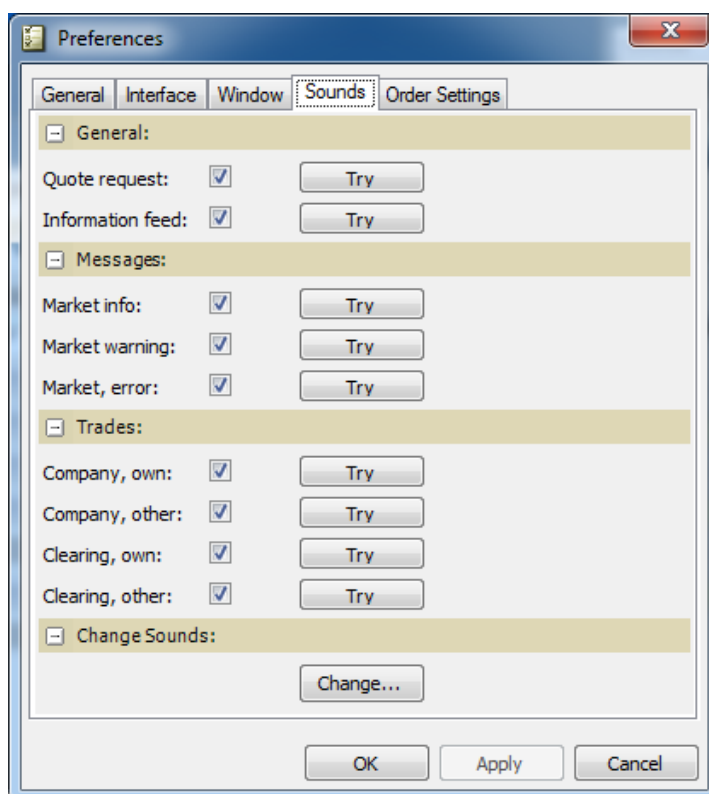 Preferences
General Interface Window Sounds Order Settings
General:
Quote request: Try
Information feed: Try
Messages:
Market info: Try
Market warning: Try
Market, error: Try
Trades:
Company, own: Try
Company, other: Try
Clearing, own: Try
Clearing, other: Try
Change Sounds:
Change...
OK Apply Cancel